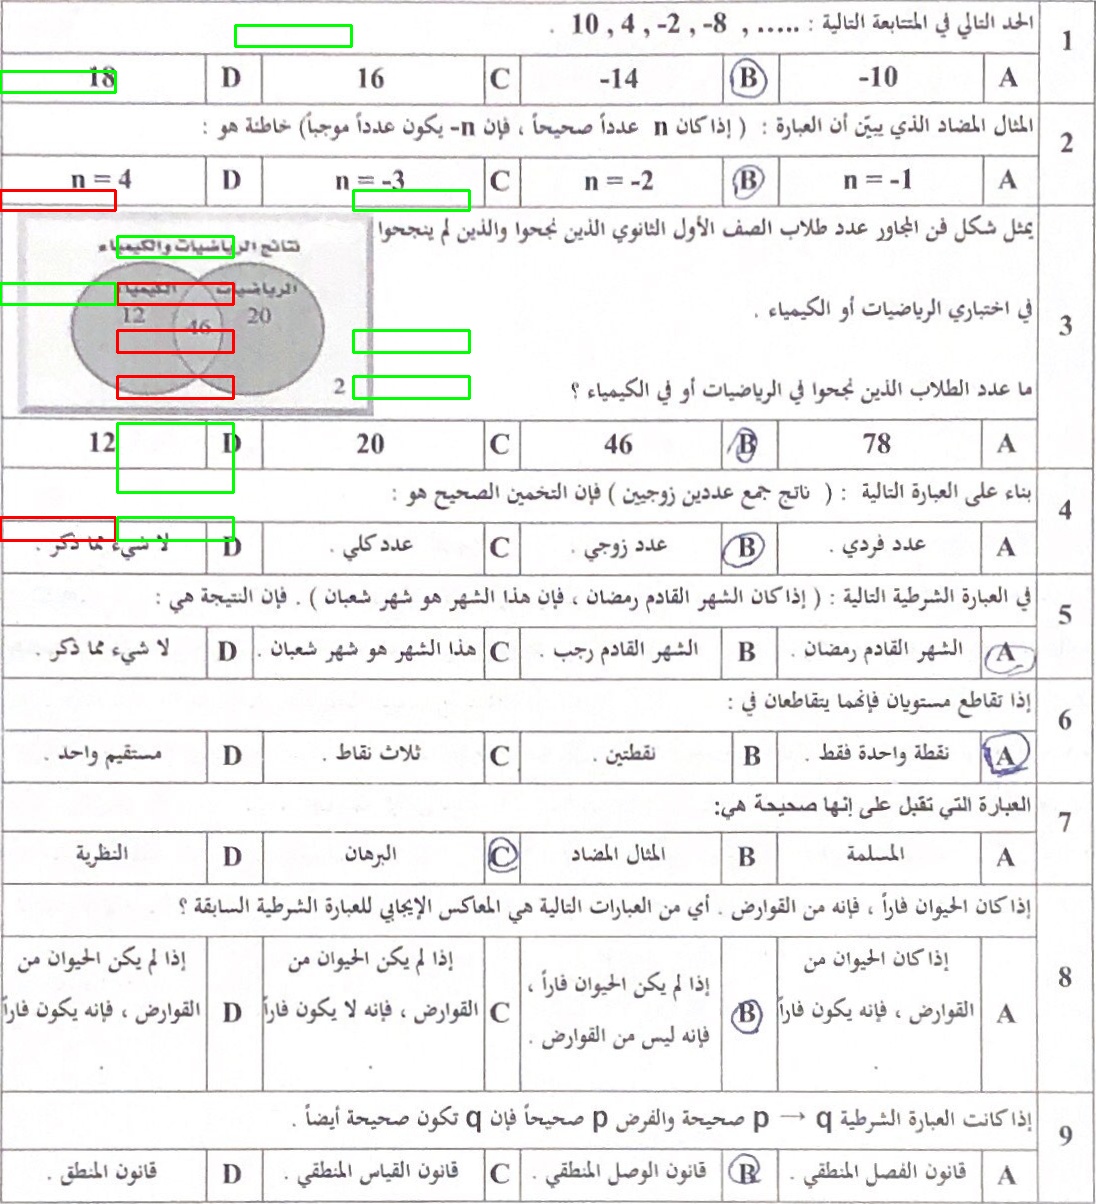 1 الحد التالي في المتتابعة التالية : ..... , 8- , 2- , 4 , 10 .
A -10 B -14 C 16 D 18
2 المثال المضاد الذي يبيّن أن العبارة : ( إذا كان n عدداً صحيحاً ، فإن n- يكون عدداً موجباً) خاطئة هو :
A n = -1 B n = -2 C n = -3 D n = 4
3 يمثل شكل فن المجاور عدد طلاب الصف الأول الثانوي الذين نجحوا والذين لم ينجحوا
في اختباري الرياضيات أو الكيمياء .
ما عدد الطلاب الذين نجحوا في الرياضيات أو في الكيمياء ؟
نتائج الرياضيات والكيمياء
الرياضيات الكيمياء
20 46 12
2
A 78 B 46 C 20 D 12
4 بناء على العبارة التالية : ( ناتج جمع عددين زوجيين ) فإن التخمين الصحيح هو :
A عدد فردي . B عدد زوجي . C عدد كلي . D لا شيء مما ذكر .
5 في العبارة الشرطية التالية : ( إذا كان الشهر القادم رمضان ، فإن هذا الشهر هو شهر شعبان ) . فإن النتيجة هي :
A الشهر القادم رمضان . B الشهر القادم رجب . C هذا الشهر هو شهر شعبان . D لا شيء مما ذكر .
6 إذا تقاطع مستويان فإنهما يتقاطعان في :
A نقطة واحدة فقط B نقطتين . C ثلاث نقاط . D مستقيم واحد .
7 العبارة التي تقبل على إنها صحيحة هي:
A المسلمة B المثال المضاد C البرهان D النظرية
8 إذا كان الحيوان فاراً ، فإنه من القوارض . أي من العبارات التالية هي المعاكس الإيجابي للعبارة الشرطية السابقة ؟
A إذا كان الحيوان من
القوارض ، فإنه يكون فاراً
.
B إذا لم يكن الحيوان فاراً ،
فإنه ليس من القوارض .
C إذا لم يكن الحيوان من
القوارض ، فإنه لا يكون فاراً
.
D إذا لم يكن الحيوان من
القوارض ، فإنه يكون فاراً
.
9 إذا كانت العبارة الشرطية p → q صحيحة والفرض p صحيحاً فإن q تكون صحيحة أيضاً .
A قانون الفصل المنطقي . B قانون الوصل المنطقي . C قانون القياس المنطقي . D قانون المنطق .